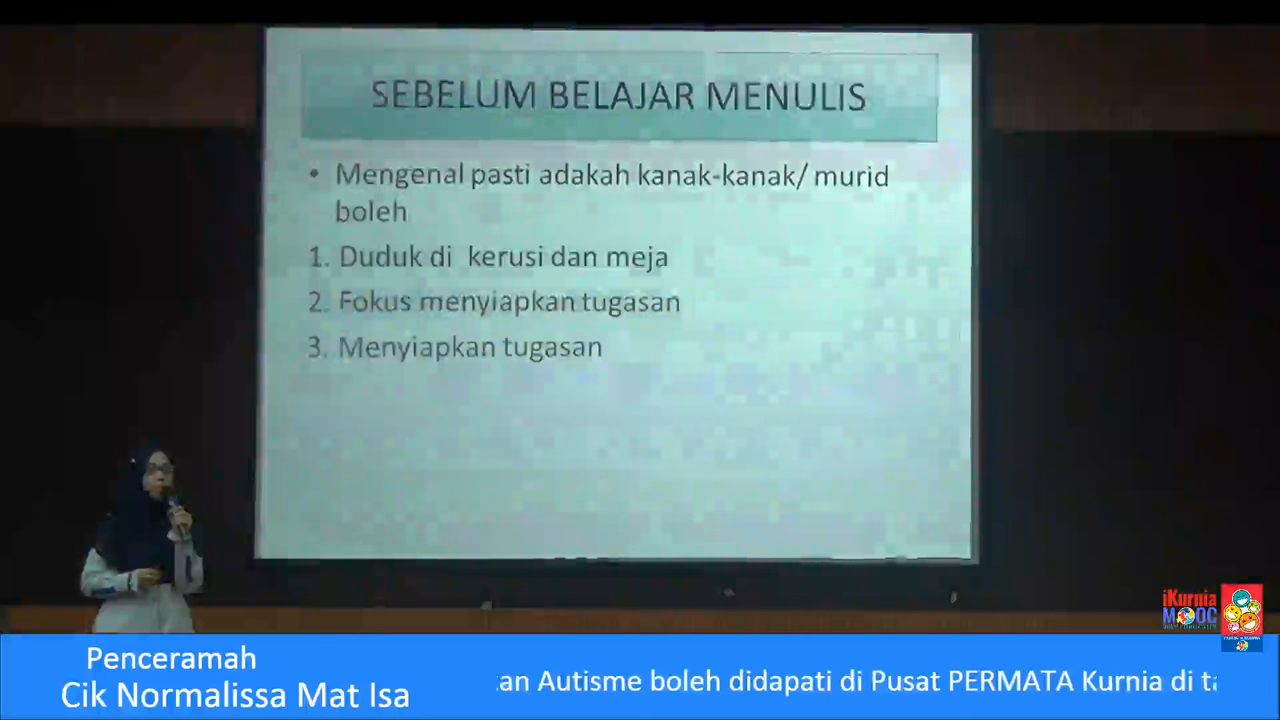 SEBELUM BELAJAR MENULIS
• Mengenal pasti adakah kanak-kanak/ murid
boleh
1. Duduk di kerusi dan meja
2. Fokus menyiapkan tugasan
3. Menyiapkan tugasan
iKurnia
MOOC
Penceramah
Cik Normalissa Mat Isa
an Autisme boleh didapati di Pusat PERMATA Kurnia di ta